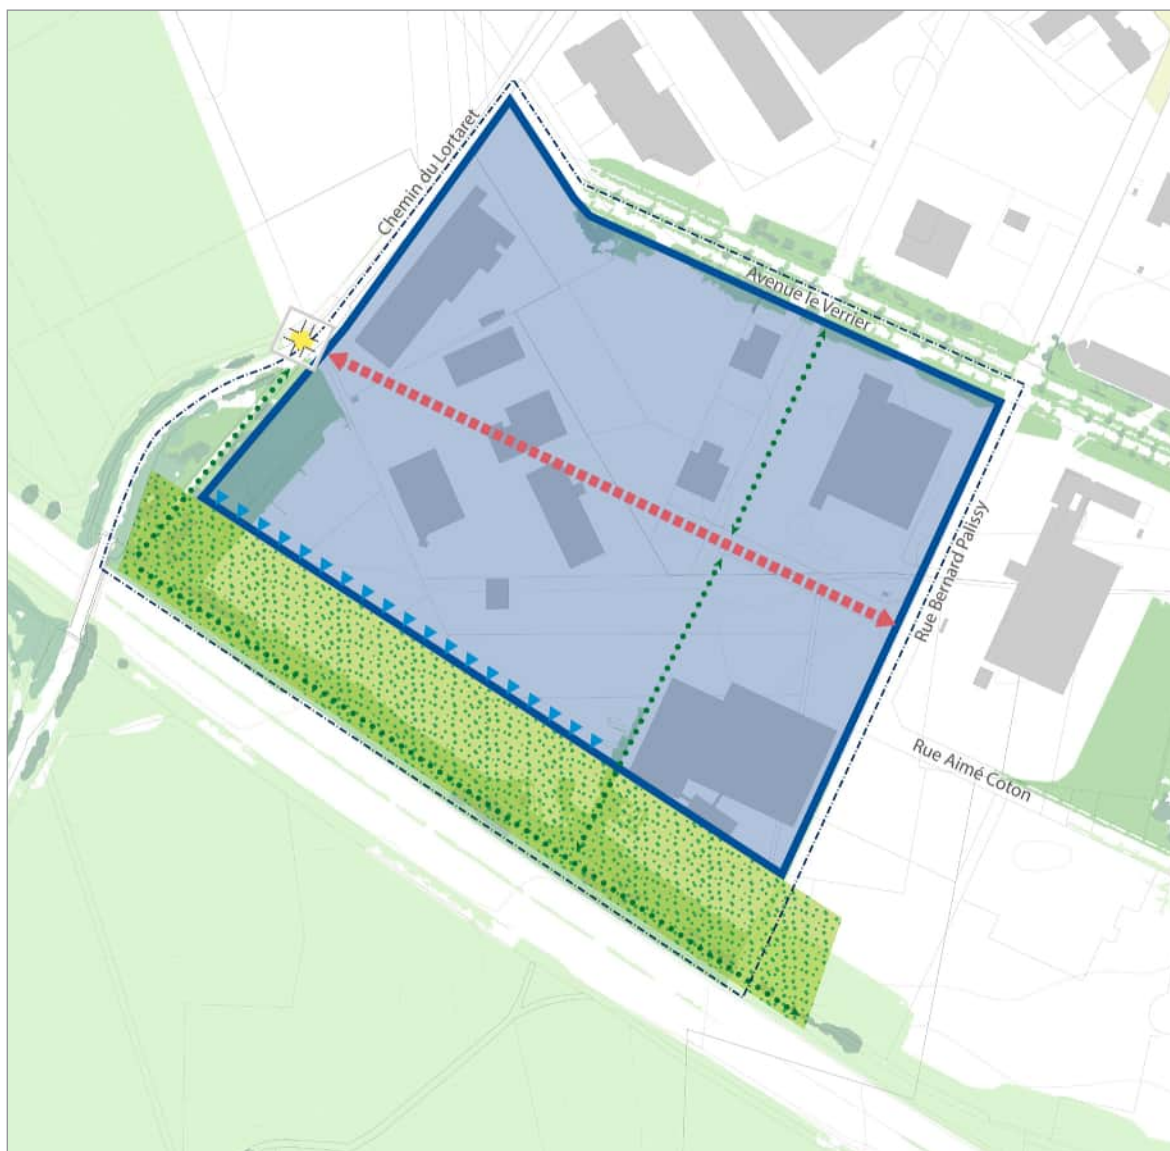 Chemin du Lortaret
Avenue le Verrier
Rue Bernard Palissy
Rue Aimé Coton